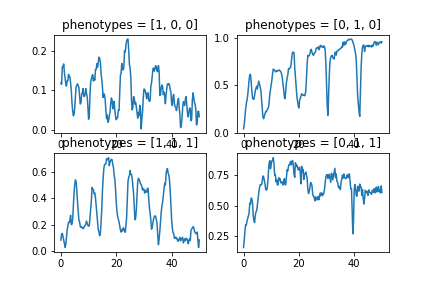 phenotypes = [1, 0, 0]
phenotypes = [0, 1, 0]
0.2
0.1
0.0
1.0
0.5
0.0
phenotypes =
phenotypes =
0.6
0.4
0.2
0.0
0 20 40
0.75
0.50
0.25
0 20 40